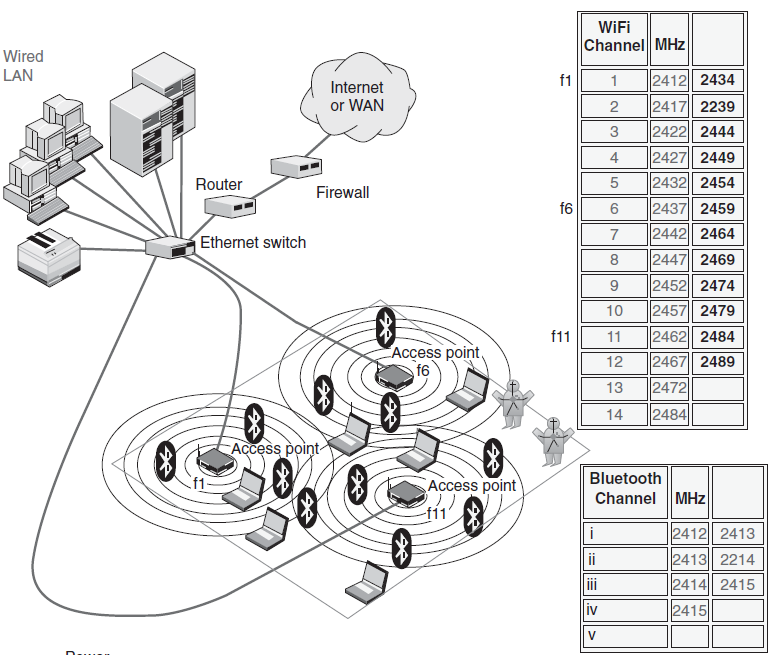 Wired
LAN
Internet
or WAN
Router
Firewall
Ethernet switch
Access point
f6
Access point
f1
Access point
f11
WiFi
Channel MHz
f1 1 2412 2434
2 2417 2239
3 2422 2444
4 2427 2449
5 2432 2454
f6 6 2437 2459
7 2442 2464
8 2447 2469
9 2452 2474
10 2457 2479
f11 11 2462 2484
12 2467 2489
13 2472
14 2484
Bluetooth
Channel MHz
i 2412 2413
ii 2413 2214
iii 2414 2415
iv 2415
v